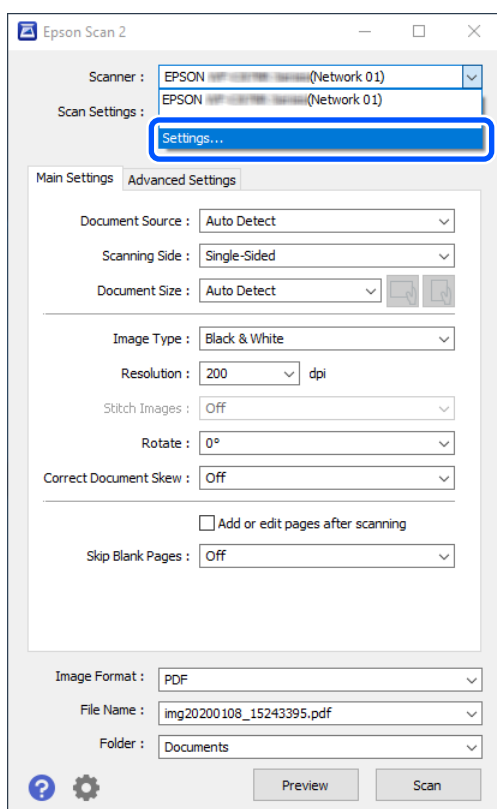 Epson Scan 2
Scanner : EPSON (Network 01)
EPSON (Network 01)
Scan Settings :
Settings...
Main Settings Advanced Settings
Document Source : Auto Detect
Scanning Side : Single-Sided
Document Size : Auto Detect
Image Type : Black & White
Resolution : 200 dpi
Stitch Images : Off
Rotate : 0°
Correct Document Skew : Off
Add or edit pages after scanning
Skip Blank Pages : Off
Image Format : PDF
File Name : img20200108_15243395.pdf
Folder : Documents
? Preview Scan